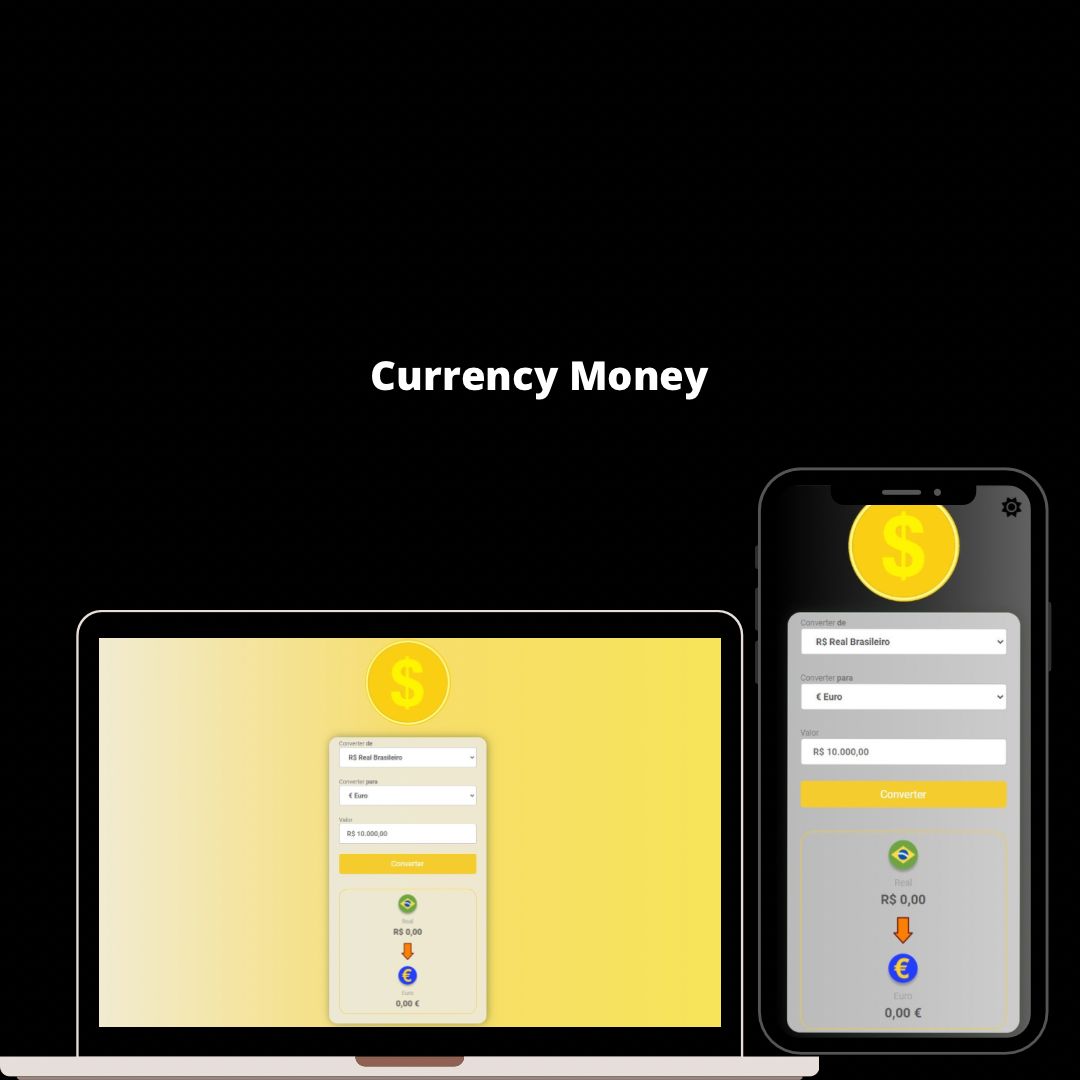 Currency Money
$
Converter de
R$ Real Brasileiro
Converter para
€ Euro
Valor
R$ 10.000,00
Converter
Real
R$ 0,00
€
Euro
0,00 €
$
Converter de
R$ Real Brasileiro
Converter para
€ Euro
Valor
R$ 10.000,00
Converter
Real
R$ 0,00
€
Euro
0,00 €